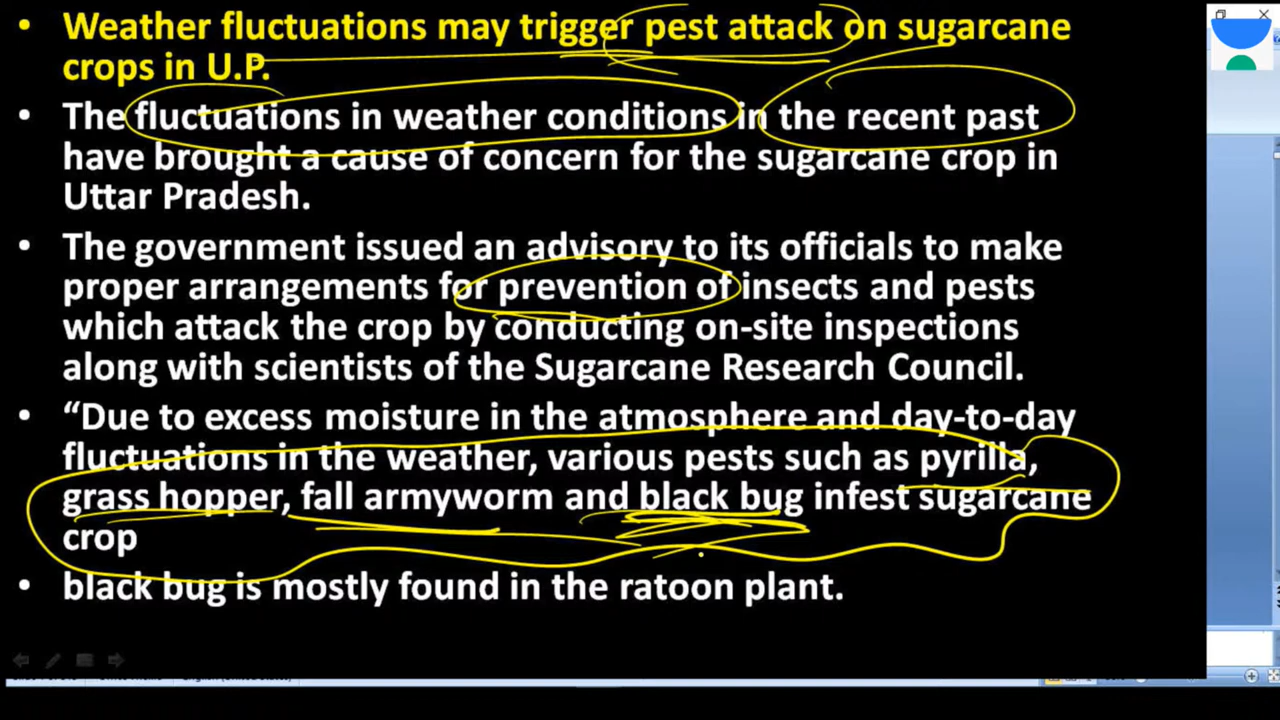 Weather fluctuations may trigger pest attack on sugarcane
crops in U.P.
• The fluctuations in weather conditions in the recent past
have brought a cause of concern for the sugarcane crop in
Uttar Pradesh.
• The government issued an advisory to its officials to make
proper arrangements for prevention of insects and pests
which attack the crop by conducting on-site inspections
along with scientists of the Sugarcane Research Council.
• “Due to excess moisture in the atmosphere and day-to-day
fluctuations in the weather, various pests such as pyrilla,
grass hopper, fall armyworm and black bug infest sugarcane
crop
• black bug is mostly found in the ratoon plant.